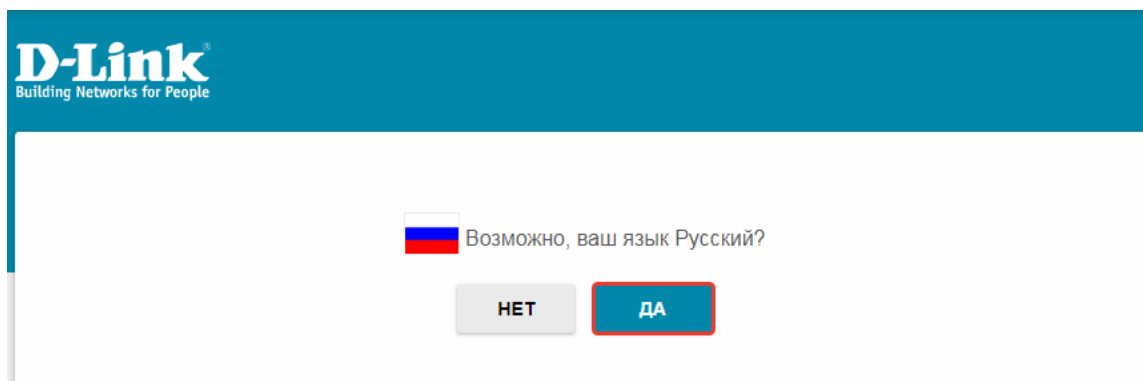 D-Link®
Building Networks for People
Возможно, ваш язык Русский?
НЕТ ДА